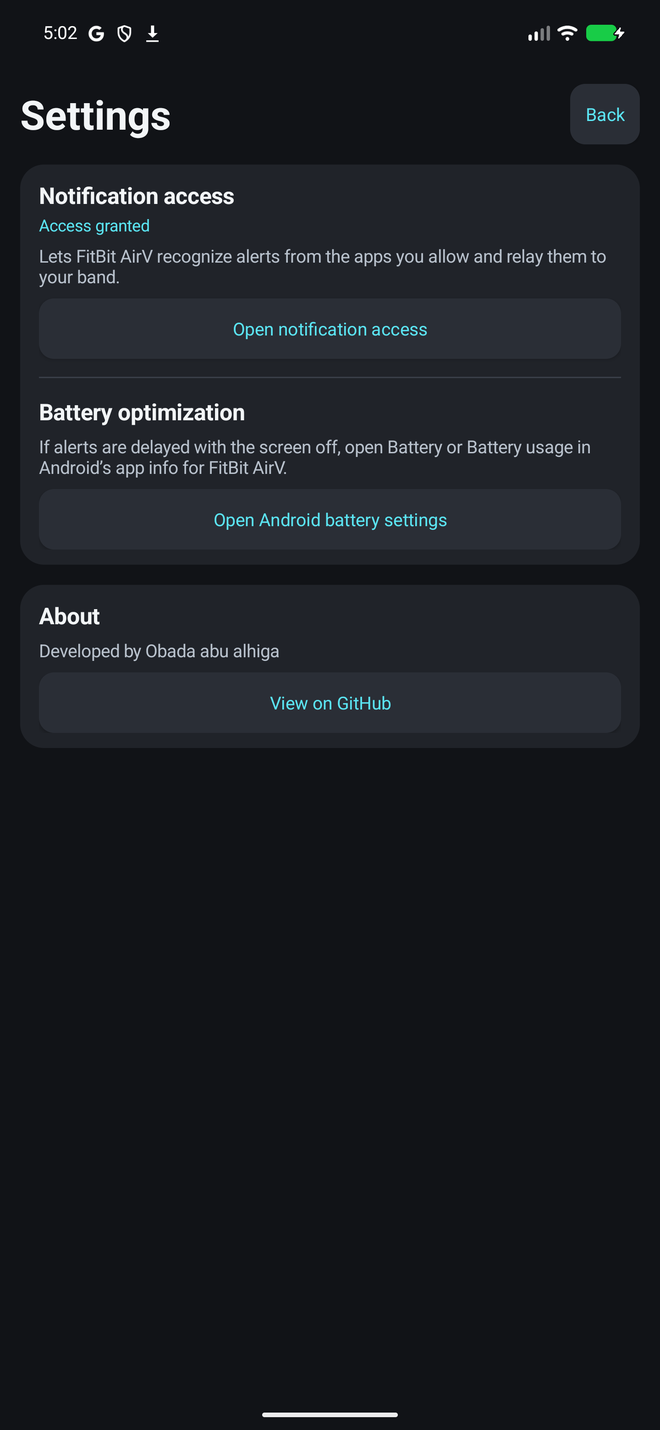 5:02
Settings
Back
Notification access
Access granted
Lets FitBit AirV recognize alerts from the apps you allow and relay them to
your band.
Open notification access
Battery optimization
If alerts are delayed with the screen off, open Battery or Battery usage in
Android’s app info for FitBit AirV.
Open Android battery settings
About
Developed by Obada abu alhiga
View on GitHub